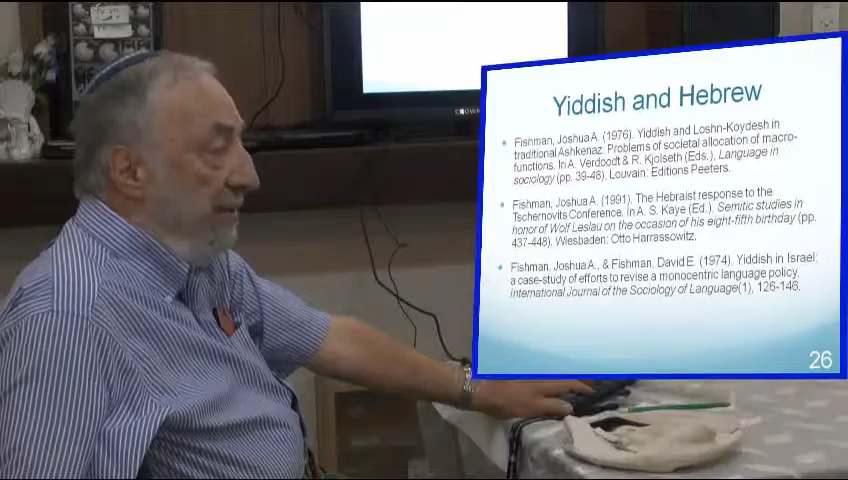 CROWN
Yiddish and Hebrew
Fishman, Joshua A. (1976). Yiddish and Loshn-Koydesh in
traditional Ashkenaz: Problems of societal allocation of macro-
functions. In A. Verdoodt & R. Kjolseth (Eds.), Language in
sociology (pp. 39-48). Louvain: Editions Peeters.
Fishman, Joshua A. (1991). The Hebraist response to the
Tschernovits Conference. In A. S. Kaye (Ed.), Semitic studies in
honor of Wolf Leslau on the occasion of his eight-fifth birthday (pp.
437-448). Wiesbaden: Otto Harrassowitz.
Fishman, Joshua A., & Fishman, David E. (1974). Yiddish in Israel:
a case-study of efforts to revise a monocentric language policy.
International Journal of the Sociology of Language(1), 126-146.
26